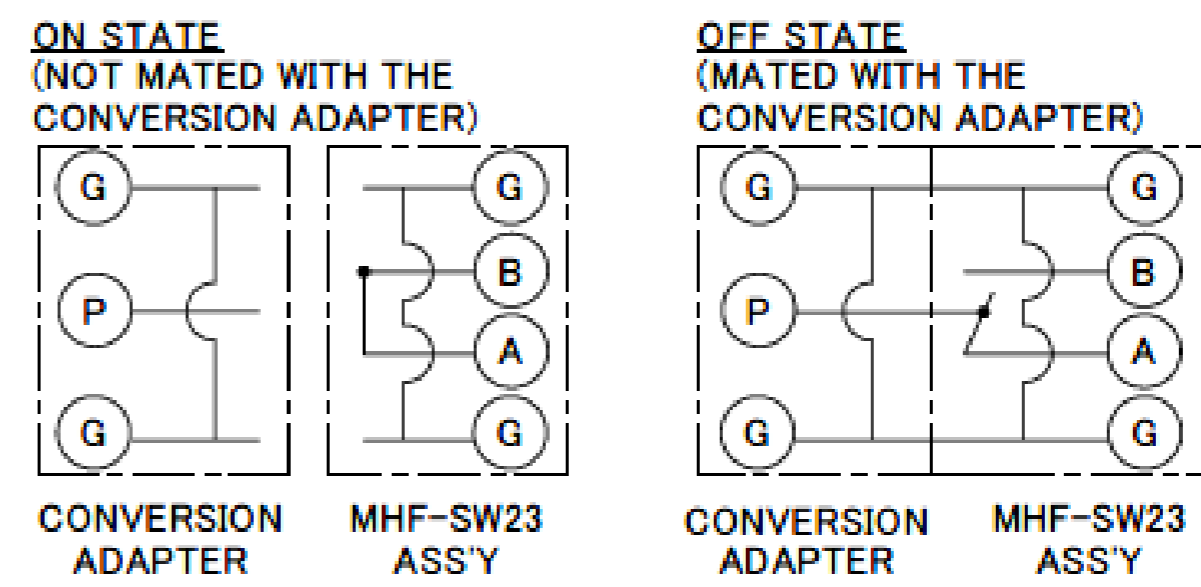 ON STATE
(NOT MATED WITH THE
CONVERSION ADAPTER)
G
P
G
G
B
A
G
CONVERSION
ADAPTER
MHF-SW23
ASS'Y
OFF STATE
(MATED WITH THE
CONVERSION ADAPTER)
G
P
G
G
B
A
G
CONVERSION
ADAPTER
MHF-SW23
ASS'Y